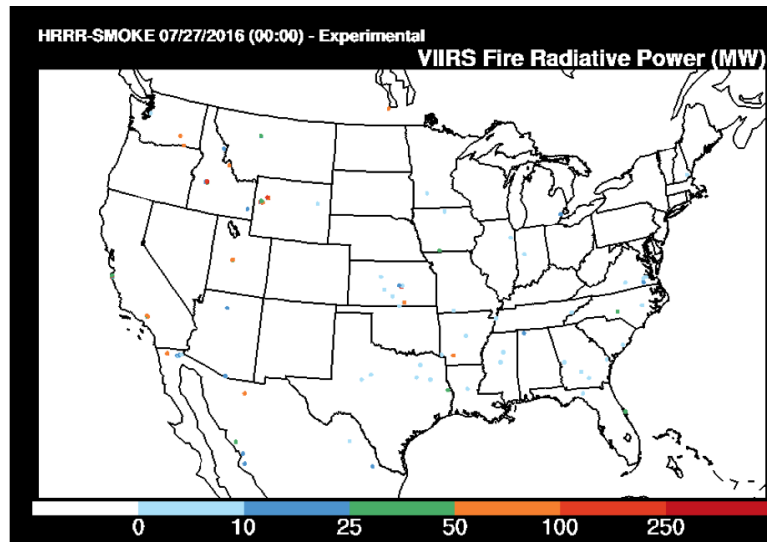 HRRR-SMOKE 07/27/2016 (00:00) - Experimental
VIIRS Fire Radiative Power (MW)
0 10 25 50 100 250